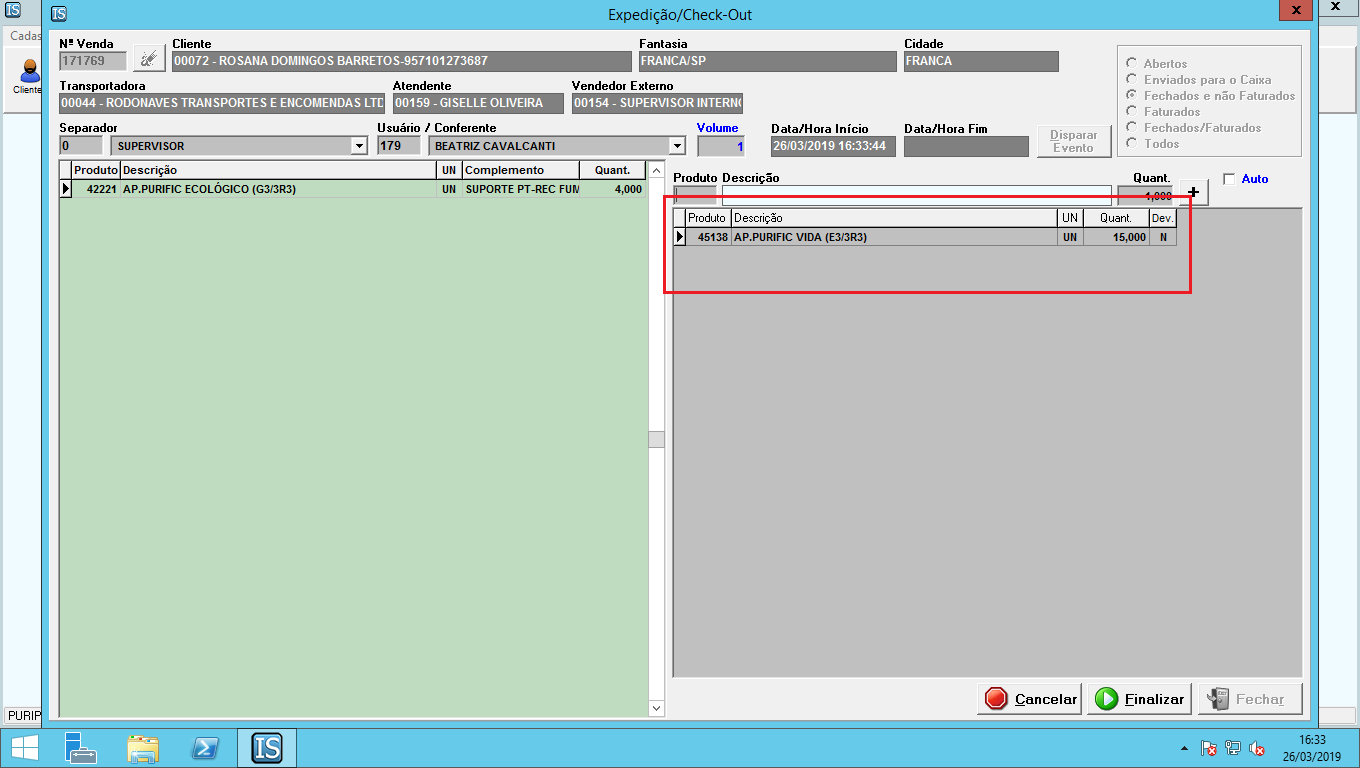 IS
IS
Expedição/Check-Out
x
x
Cadas
Cliente
Nº Venda
Cliente
Fantasia
Cidade
171769
00072 - ROSANA DOMINGOS BARRETOS-957101273687
FRANCA/SP
FRANCA
Transportadora
Atendente
Vendedor Externo
00044 - RODONAVES TRANSPORTES E ENCOMENDAS LTD
00159 - GISELLE OLIVEIRA
00154 - SUPERVISOR INTERNO
Abertos
Enviados para o Caixa
Fechados e não Faturados
Faturados
Fechados/Faturados
Todos
Separador
Usuário / Conferente
Volume
Data/Hora Início
Data/Hora Fim
Disparar
Evento
0
SUPERVISOR
179
BEATRIZ CAVALCANTI
1
26/03/2019 16:33:44
Produto
Descrição
UN
Complemento
Quant.
42221
AP.PURIFIC ECOLÓGICO (G3/3R3)
UN
SUPORTE PT-REC FUM
4,000
Produto
Descrição
Quant.
Auto
1,000
+
Produto
Descrição
UN
Quant.
Dev.
45138
AP.PURIFIC VIDA (E3/3R3)
UN
15,000
N
Cancelar
Finalizar
Fechar
PURIP
IS
16:33
26/03/2019